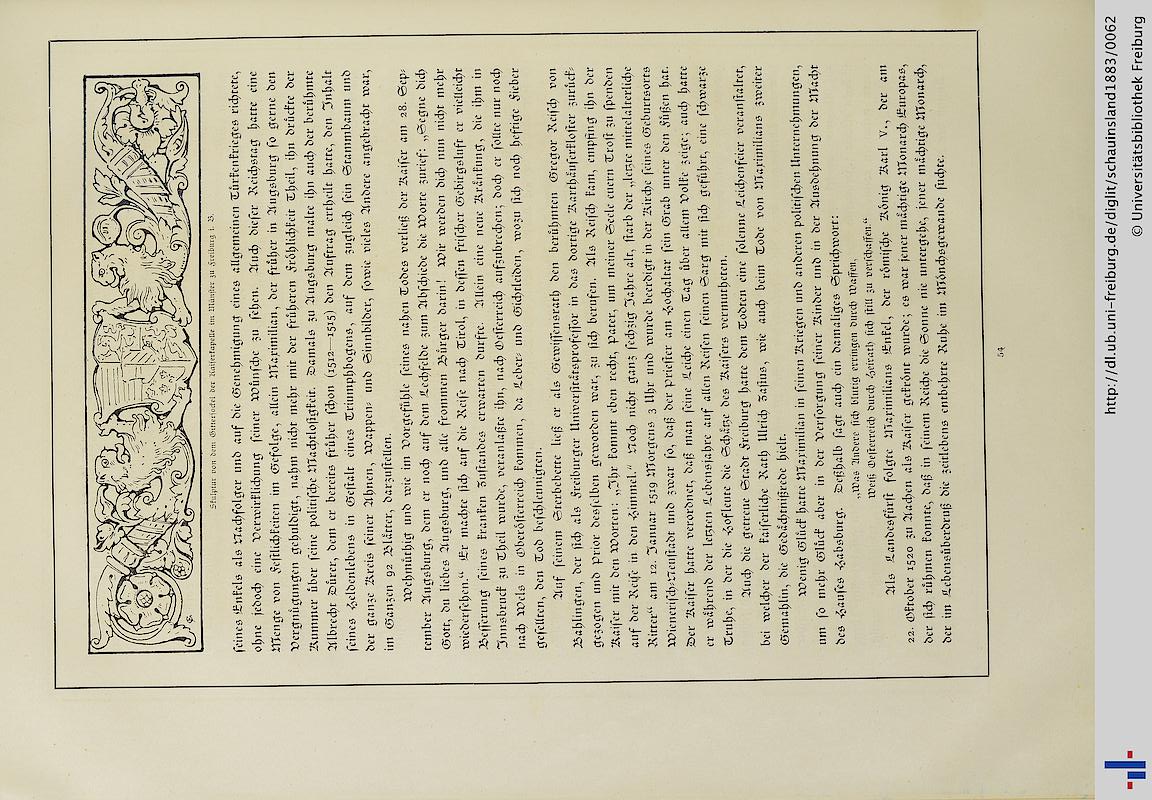 Skulptur von dem Gittersockel der Kaiserkapelle im Münster zu Freiburg i. B.
seines Enkels als Nachfolger und auf die Genehmigung eines allgemeinen Türkenkrieges richtete,
ohne jedoch eine Verwirklichung seiner Wünsche zu sehen. Auch dieser Reichstag hatte eine
Menge von Festlichkeiten im Gefolge, allein Maximilian, der früher in Augsburg so gerne den
Vergnügungen gehuldigt, nahm nicht mehr mit der früheren Fröhlichkeit Theil, ihn drückte der
Kummer über seine politische Machtlosigkeit. Damals zu Augsburg malte ihn auch der berühmte
Albrecht Dürer, dem er bereits früher schon (1512—1515) den Auftrag ertheilt hatte, den Inhalt
seines Heldenlebens in Gestalt eines Triumphbogens, auf dem zugleich sein Stammbaum und
der ganze Kreis seiner Ahnen, Wappen- und Sinnbilder, sowie vieles Andere angebracht war,
im Ganzen 92 Blätter, darzustellen.
Wehmüthig und wie im Vorgefühle seines nahen Todes verließ der Kaiser am 28. Sep-
tember Augsburg, dem er noch auf dem Lechfelde zum Abschiede die Worte zurief: „Segne dich
Gott, du liebes Augsburg, und alle frommen Bürger darin! Wir werden dich nun nicht mehr
wiedersehen.“ Er machte sich auf die Reise nach Tirol, in dessen frischer Gebirgsluft er vielleicht
Besserung seines kranken Zustandes erwarten durfte. Allein eine neue Kränkung, die ihm in
Innsbruck zu Theil wurde, veranlaßte ihn, nach Oesterreich aufzubrechen; doch er sollte nur noch
nach Wels in Oberösterreich kommen, da Leber- und Gichtleiden, wozu sich noch heftige Fieber
gesellten, den Tod beschleunigten.
Auf seinem Sterbebette ließ er als Gewissensrath den berühmten Gregor Reisch von
Bahlingen, der sich als Freiburger Universitätsprofessor in das dortige Karthäuserkloster zurück-
gezogen und Prior desselben geworden war, zu sich berufen. Als Reisch kam, empfing ihn der
Kaiser mit den Worten: „Ihr kommt eben recht, Pater, um meiner Seele euern Trost zu spenden
auf der Reise in den Himmel.“ Noch nicht ganz sechzig Jahre alt, starb der „letzte mittelalterliche
Ritter“ am 12. Januar 1519 Morgens 3 Uhr und wurde beerdigt in der Kirche seines Geburtsorts
Wienerisch-Neustadt und zwar so, daß der Priester am Hochaltar sein Grab unter den Füßen hat.
Der Kaiser hatte verordnet, daß man seine Leiche einen Tag über allem Volke zeige; auch hatte
er während der letzten Lebensjahre auf allen Reisen seinen Sarg mit sich geführt, eine schwarze
Truhe, in der die Hofleute die Schätze des Kaisers vermutheten.
Auch die getreue Stadt Freiburg hatte dem Todten eine solenne Leichenfeier veranstaltet,
bei welcher der kaiserliche Rath Ulrich Zasius, wie auch beim Tode von Maximilians zweiter
Gemahlin, die Gedächtnißrede hielt.
Wenig Glück hatte Maximilian in seinen Kriegen und anderen politischen Unternehmungen,
um so mehr Glück aber in der Versorgung seiner Kinder und in der Ausdehnung der Macht
des Hauses Habsburg. Deßhalb sagt auch ein damaliges Sprichwort:
„Was Andere sich blutig erringen durch Waffen,
Weiß Oesterreich durch Heirath sich still zu verschaffen.“
Als Landesfürst folgte Maximilians Enkel, der römische König Karl V., der am
22. Oktober 1520 zu Aachen als Kaiser gekrönt wurde; es war jener mächtige Monarch Europas,
der sich rühmen konnte, daß in seinem Reiche die Sonne nie untergehe, jener mächtige Monarch,
der im Lebensüberdruß die zeitlebens entbehrte Ruhe im Mönchsgewande suchte.
54
http://dl.ub.uni-freiburg.de/diglit/schauinsland1883/0062
© Universitätsbibliothek Freiburg